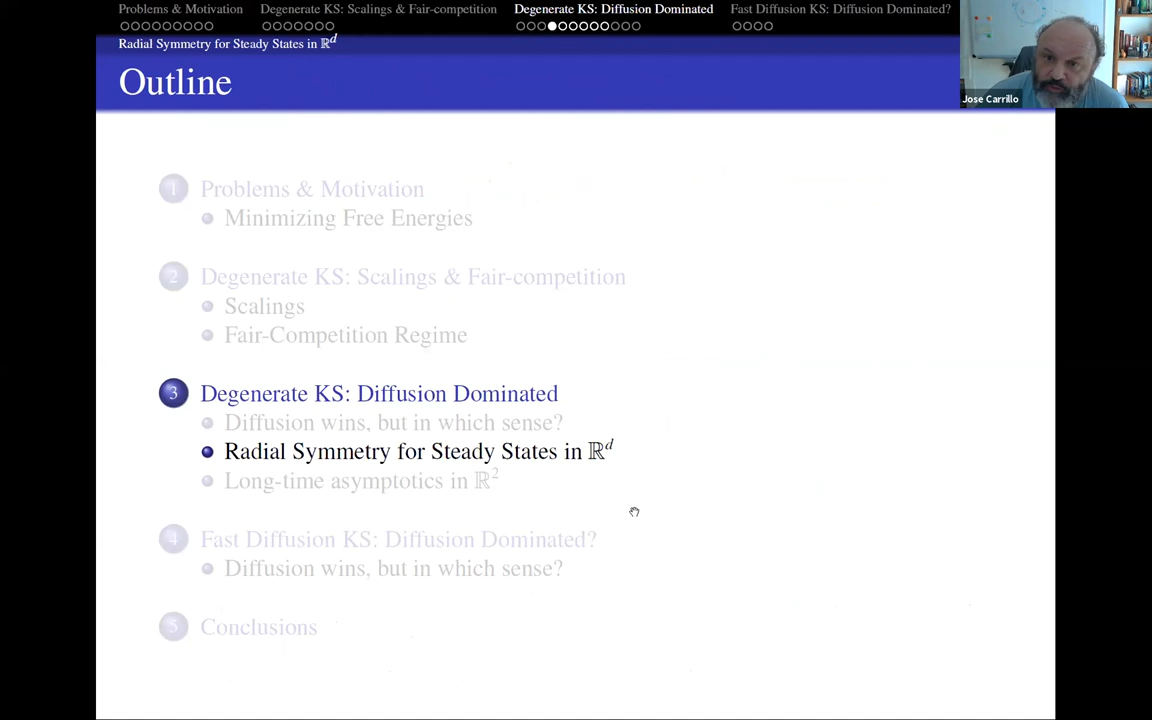 Problems & Motivation
Degenerate KS: Scalings & Fair-competition
Degenerate KS: Diffusion Dominated
Fast Diffusion KS: Diffusion Dominated?
Radial Symmetry for Steady States in ℝᵈ
Outline
Jose Carrillo
1 Problems & Motivation
Minimizing Free Energies
2 Degenerate KS: Scalings & Fair-competition
Scalings
Fair-Competition Regime
3 Degenerate KS: Diffusion Dominated
Diffusion wins, but in which sense?
Radial Symmetry for Steady States in ℝᵈ
Long-time asymptotics in ℝ²
4 Fast Diffusion KS: Diffusion Dominated?
Diffusion wins, but in which sense?
5 Conclusions